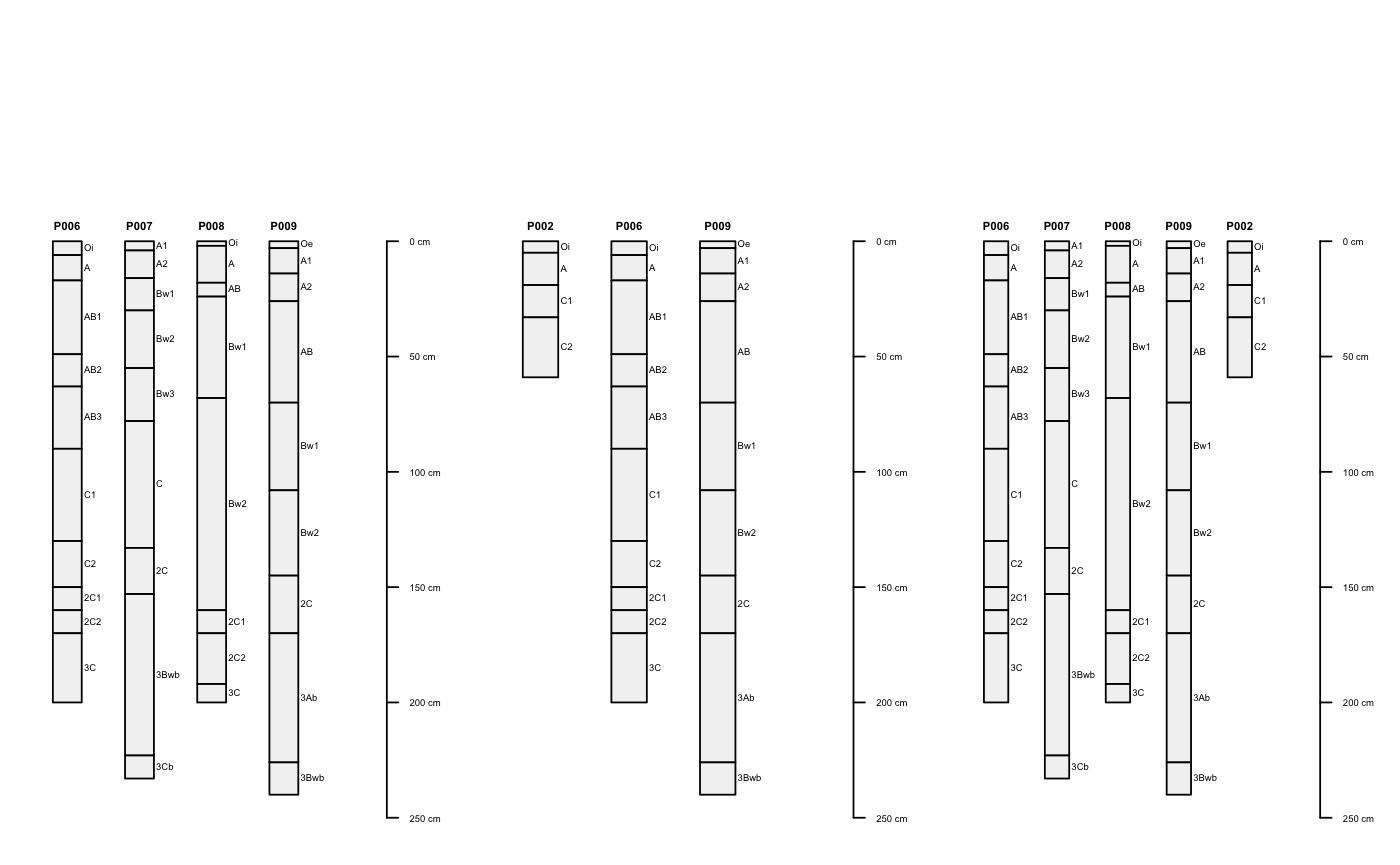 P006 P007 P008 P009
Oi
A
AB1
AB2
AB3
C1
C2
2C1
2C2
3C
A1
A2
Bw1
Bw2
Bw3
C
2C
3Bwb
3Cb
Oi
A
AB
Bw1
Bw2
2C1
2C2
3C
Oe
A1
A2
AB
Bw1
Bw2
2C
3Ab
3Bwb
0 cm
50 cm
100 cm
150 cm
200 cm
250 cm
P002 P006 P009
Oi
A
C1
C2
Oi
A
AB1
AB2
AB3
C1
C2
2C1
2C2
3C
Oe
A1
A2
AB
Bw1
Bw2
2C
3Ab
3Bwb
0 cm
50 cm
100 cm
150 cm
200 cm
250 cm
P006 P007 P008 P009 P002
Oi
A
AB1
AB2
AB3
C1
C2
2C1
2C2
3C
A1
A2
Bw1
Bw2
Bw3
C
2C
3Bwb
3Cb
Oi
A
AB
Bw1
Bw2
2C1
2C2
3C
Oe
A1
A2
AB
Bw1
Bw2
2C
3Ab
3Bwb
Oi
A
C1
C2
0 cm
50 cm
100 cm
150 cm
200 cm
250 cm